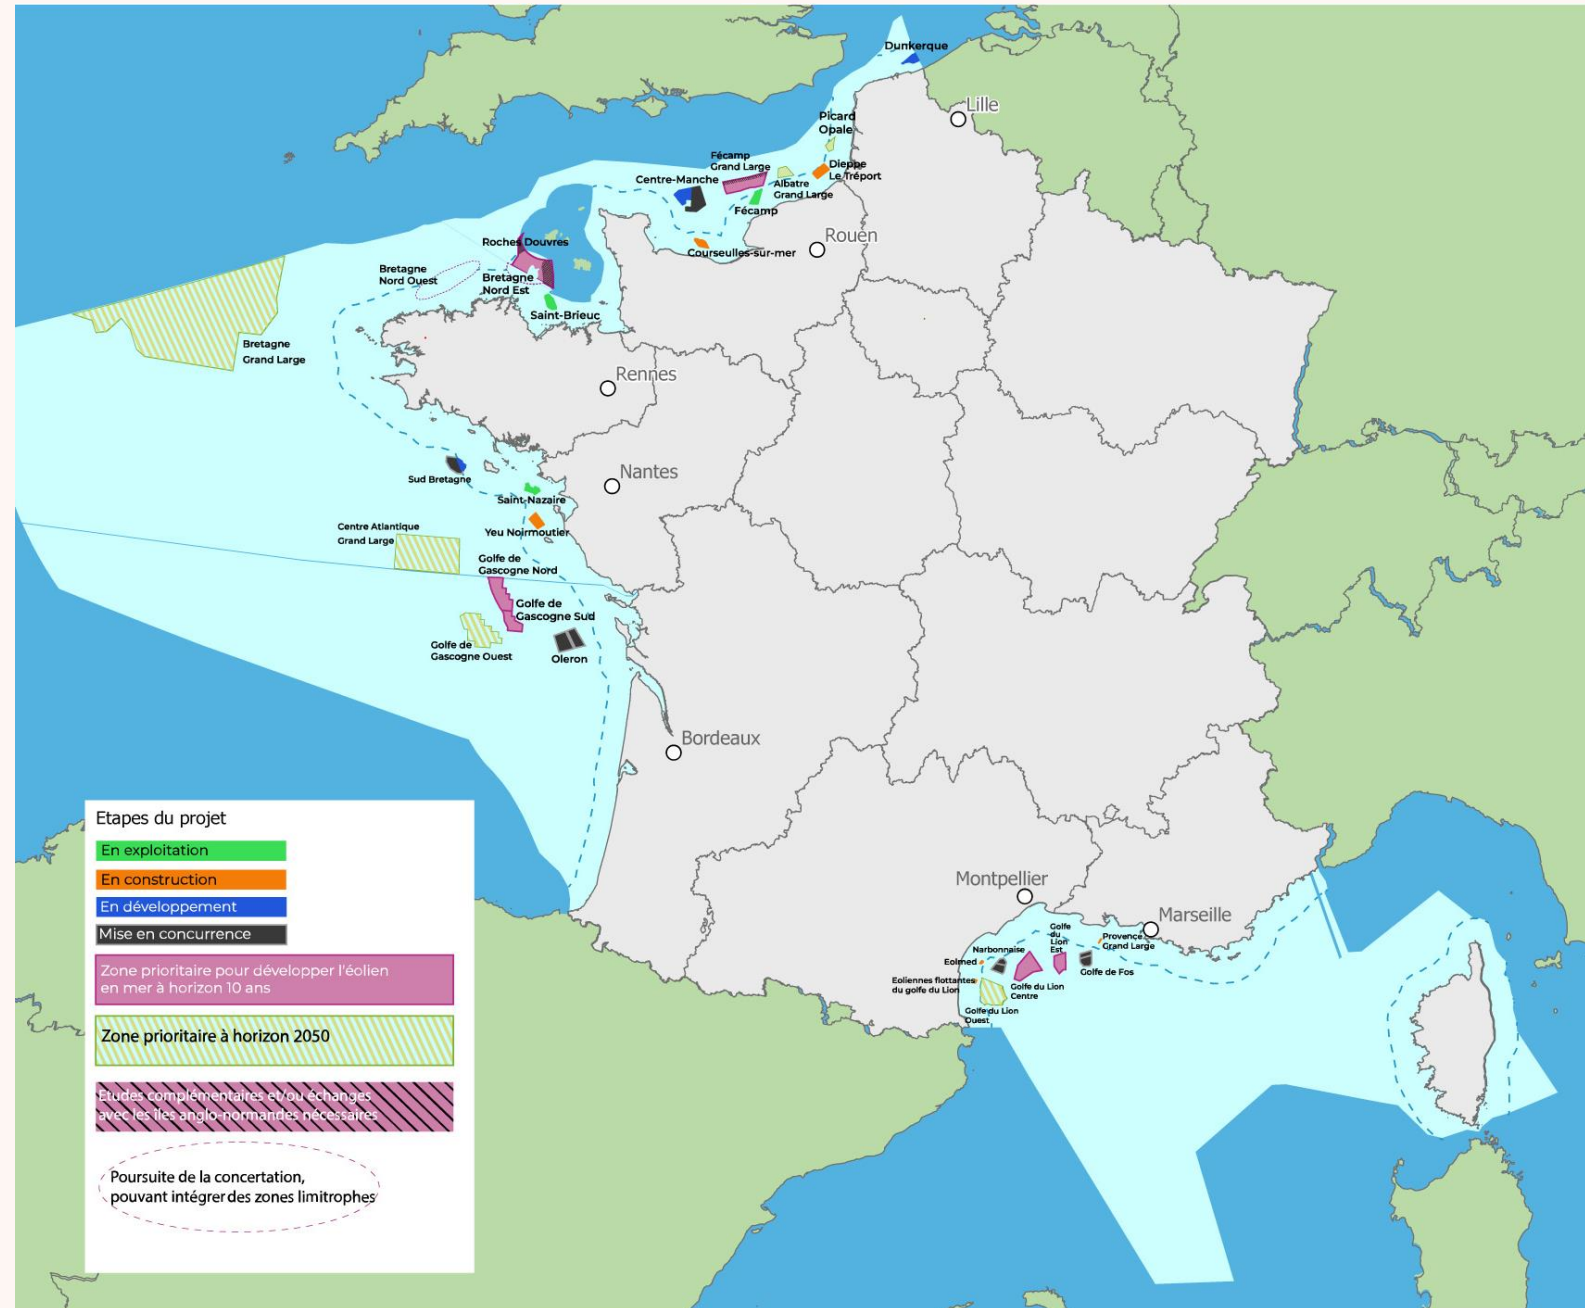 Dunkerque
Lille
Picard
Opale
Fécamp
Grand Large
Dieppe
Le Tréport
Centre-Manche
Albatre
Grand Large
Fécamp
Rouen
Roches Douvres
Courseulles-sur-mer
Bretagne
Nord Ouest
Bretagne
Nord Est
Saint-Brieuc
Bretagne
Grand Large
Rennes
Nantes
Sud Bretagne
Saint-Nazaire
Centre Atlantique
Grand Large
Yeu Noirmoutier
Golfe de
Gascogne Nord
Golfe de
Gascogne Sud
Golfe de
Gascogne Ouest
Oleron
Bordeaux
Montpellier
Marseille
Golfe
du
Lion
Est
Provence
Grand Large
Narbonnaise
Eolmed
Golfe de Fos
Eoliennes flottantes
du golfe du Lion
Golfe du Lion
Centre
Golfe du Lion
Ouest
Etapes du projet
En exploitation
En construction
En développement
Mise en concurrence
Zone prioritaire pour développer l'éolien
en mer à horizon 10 ans
Zone prioritaire à horizon 2050
Etudes complémentaires et/ou échanges
avec les îles anglo-normandes nécessaires
Poursuite de la concertation,
pouvant intégrer des zones limitrophes